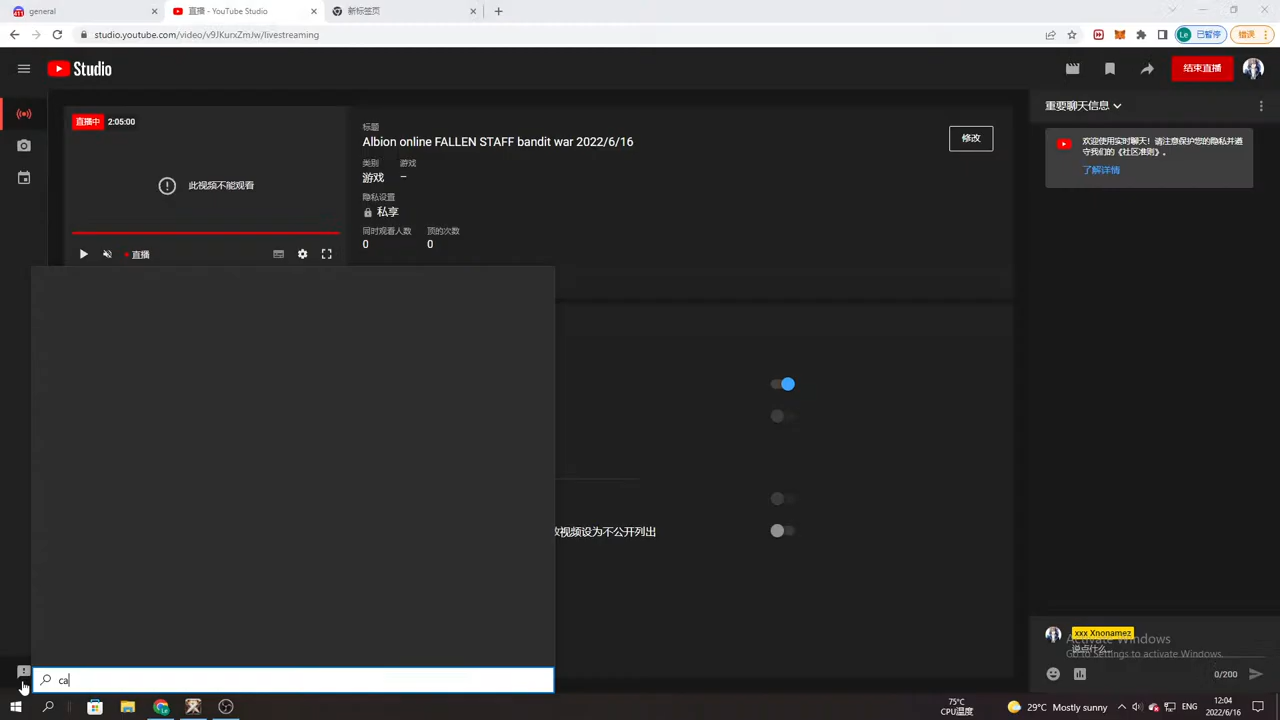 general
直播 - YouTube Studio
新标签页
studio.youtube.com/video/v9JKurxZmJw/livestreaming
Le 已暂停
错误
Studio
结束直播
直播中 2:05:00
此视频不能观看
直播
标题
Albion online FALLEN STAFF bandit war 2022/6/16
修改
类别 游戏
游戏 –
隐私设置
私享
同时观看人数 顶的次数
0 0
重要聊天信息
欢迎使用实时聊天！请注意保护您的隐私并遵
守我们的《社区准则》。
了解详情
视频设为不公开列出
xxx Xnonamez
说点什么...
Activate Windows
Go to Settings to activate Windows.
0/200
ca
75℃
CPU温度
29°C Mostly sunny
ENG
12:04
2022/6/16